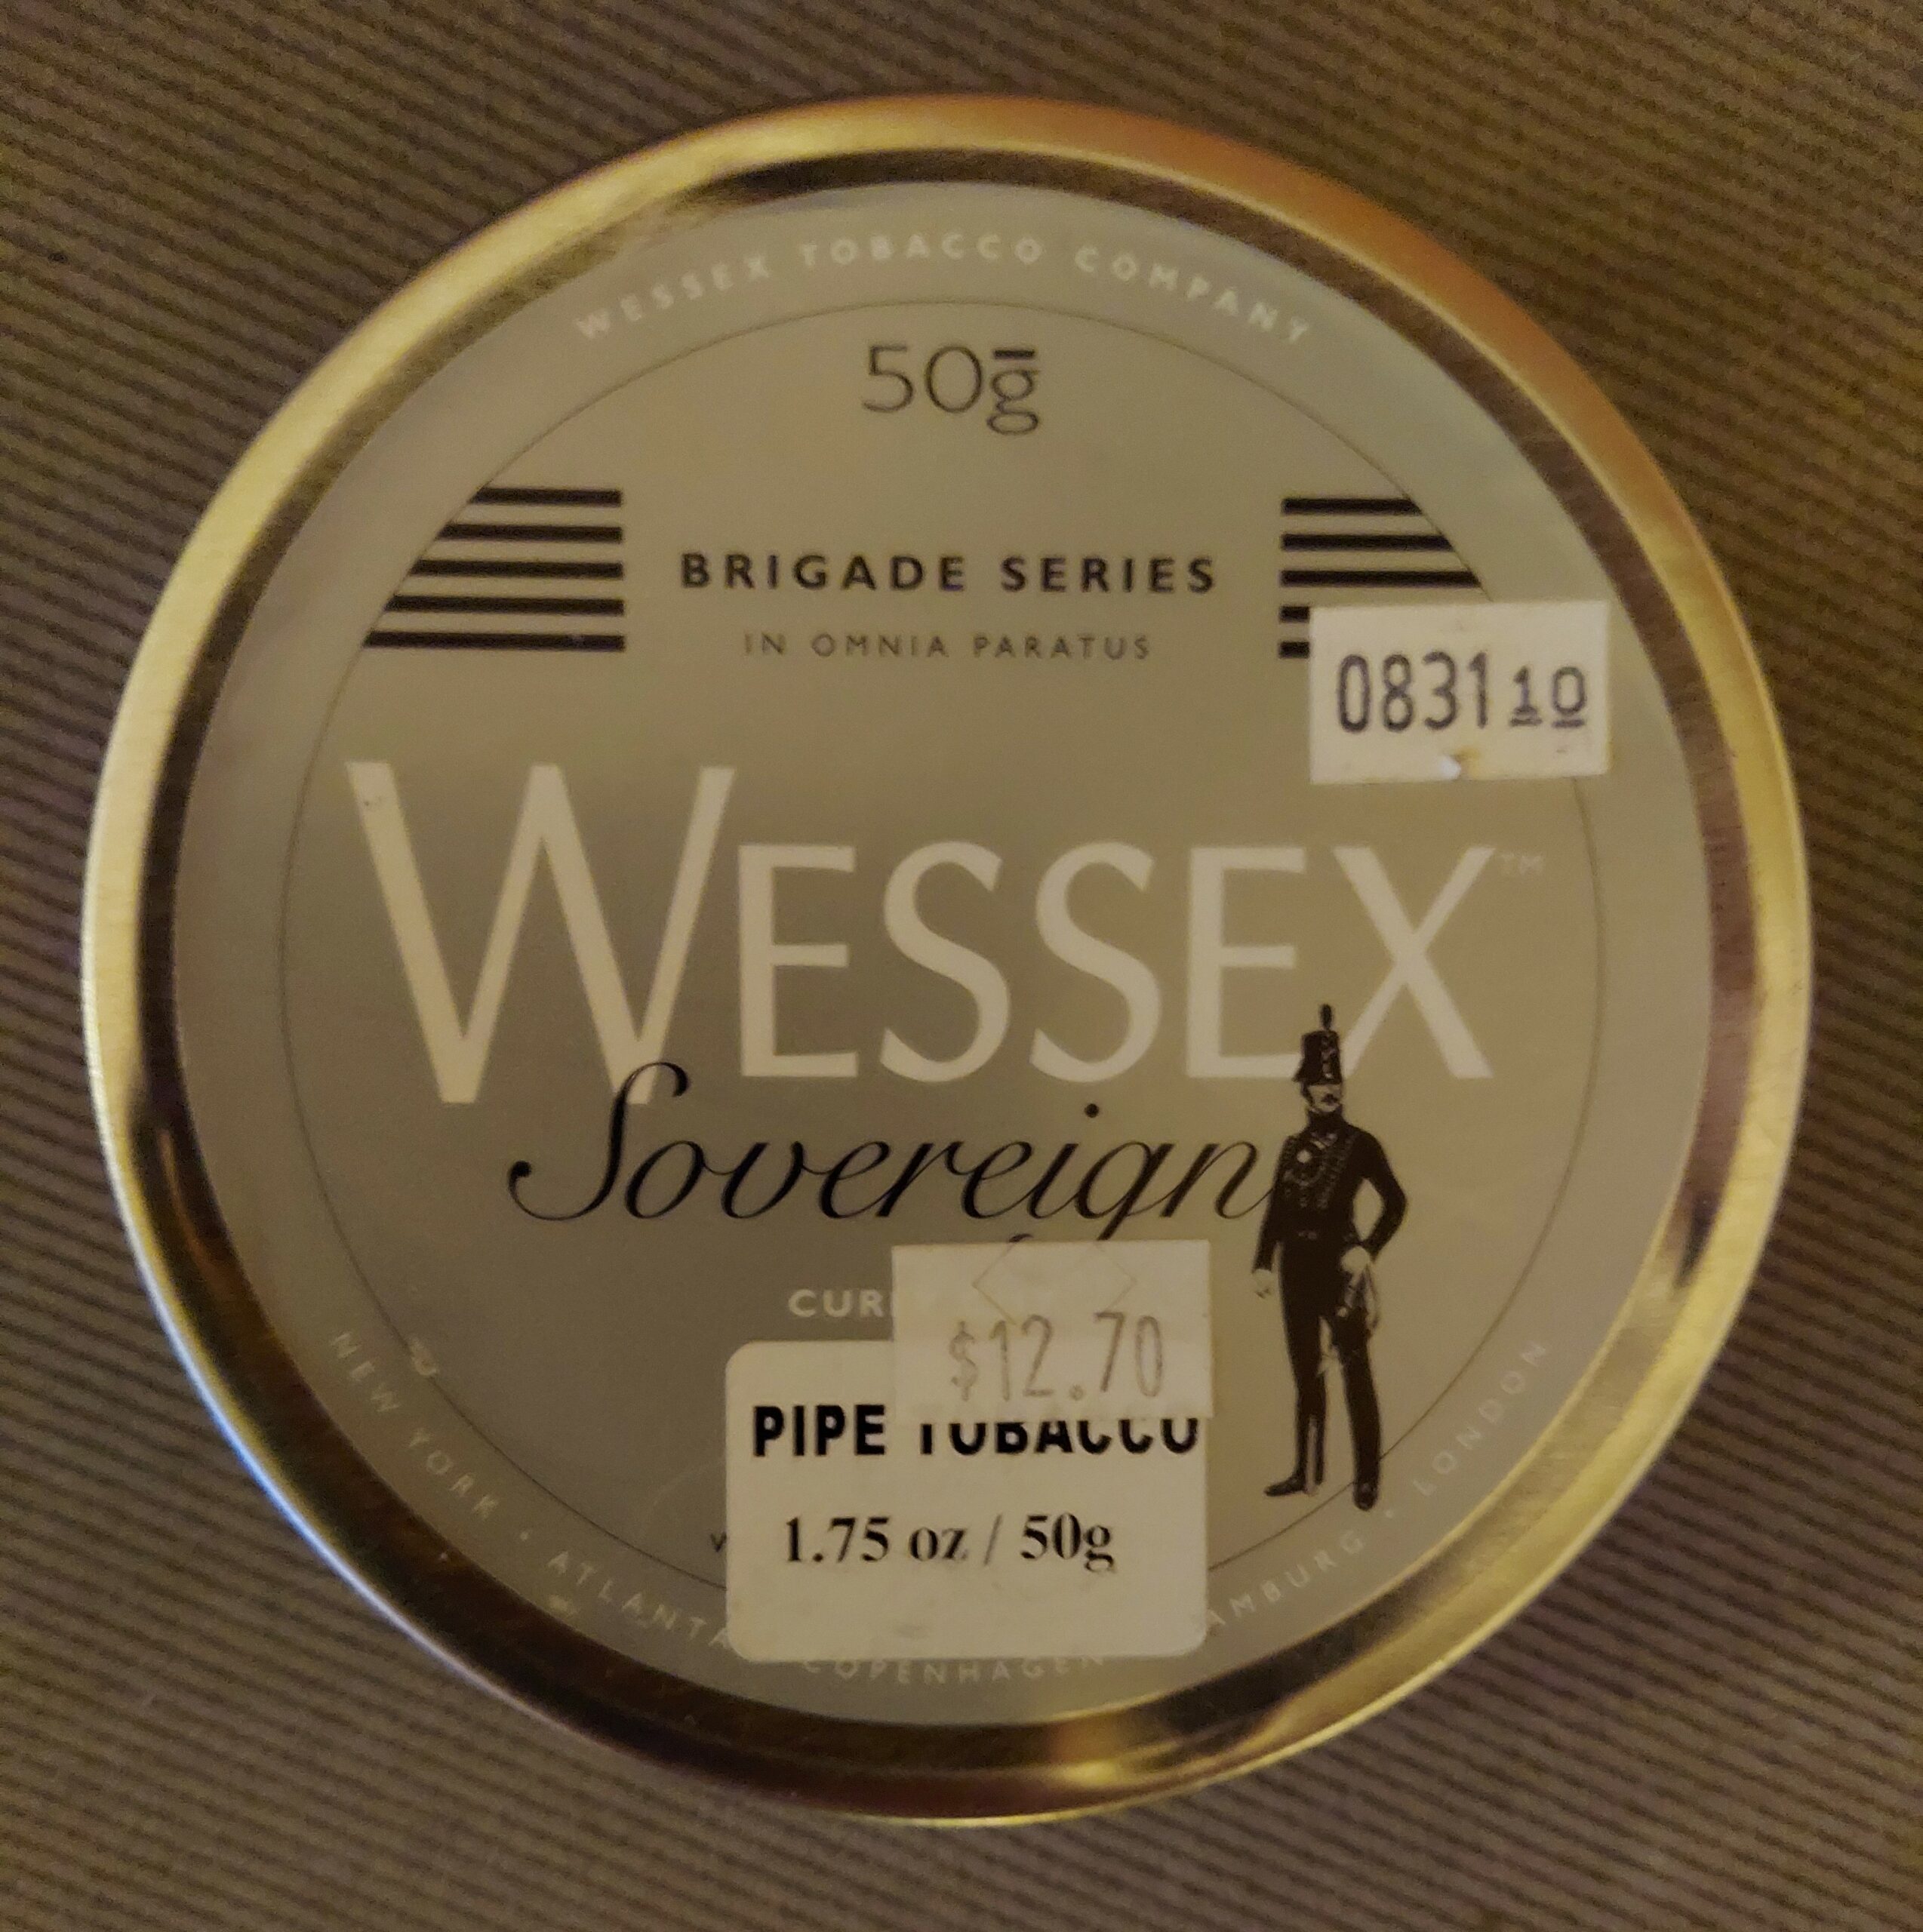 WESSEX TOBACCO COMPANY
50g
BRIGADE SERIES
IN OMNIA PARATUS
083110
WESSEX™
Sovereign
$12.70
PIPE TOBACCO
1.75 oz / 50g
NEW YORK · ATLANTA COPENHAGEN · LONDON